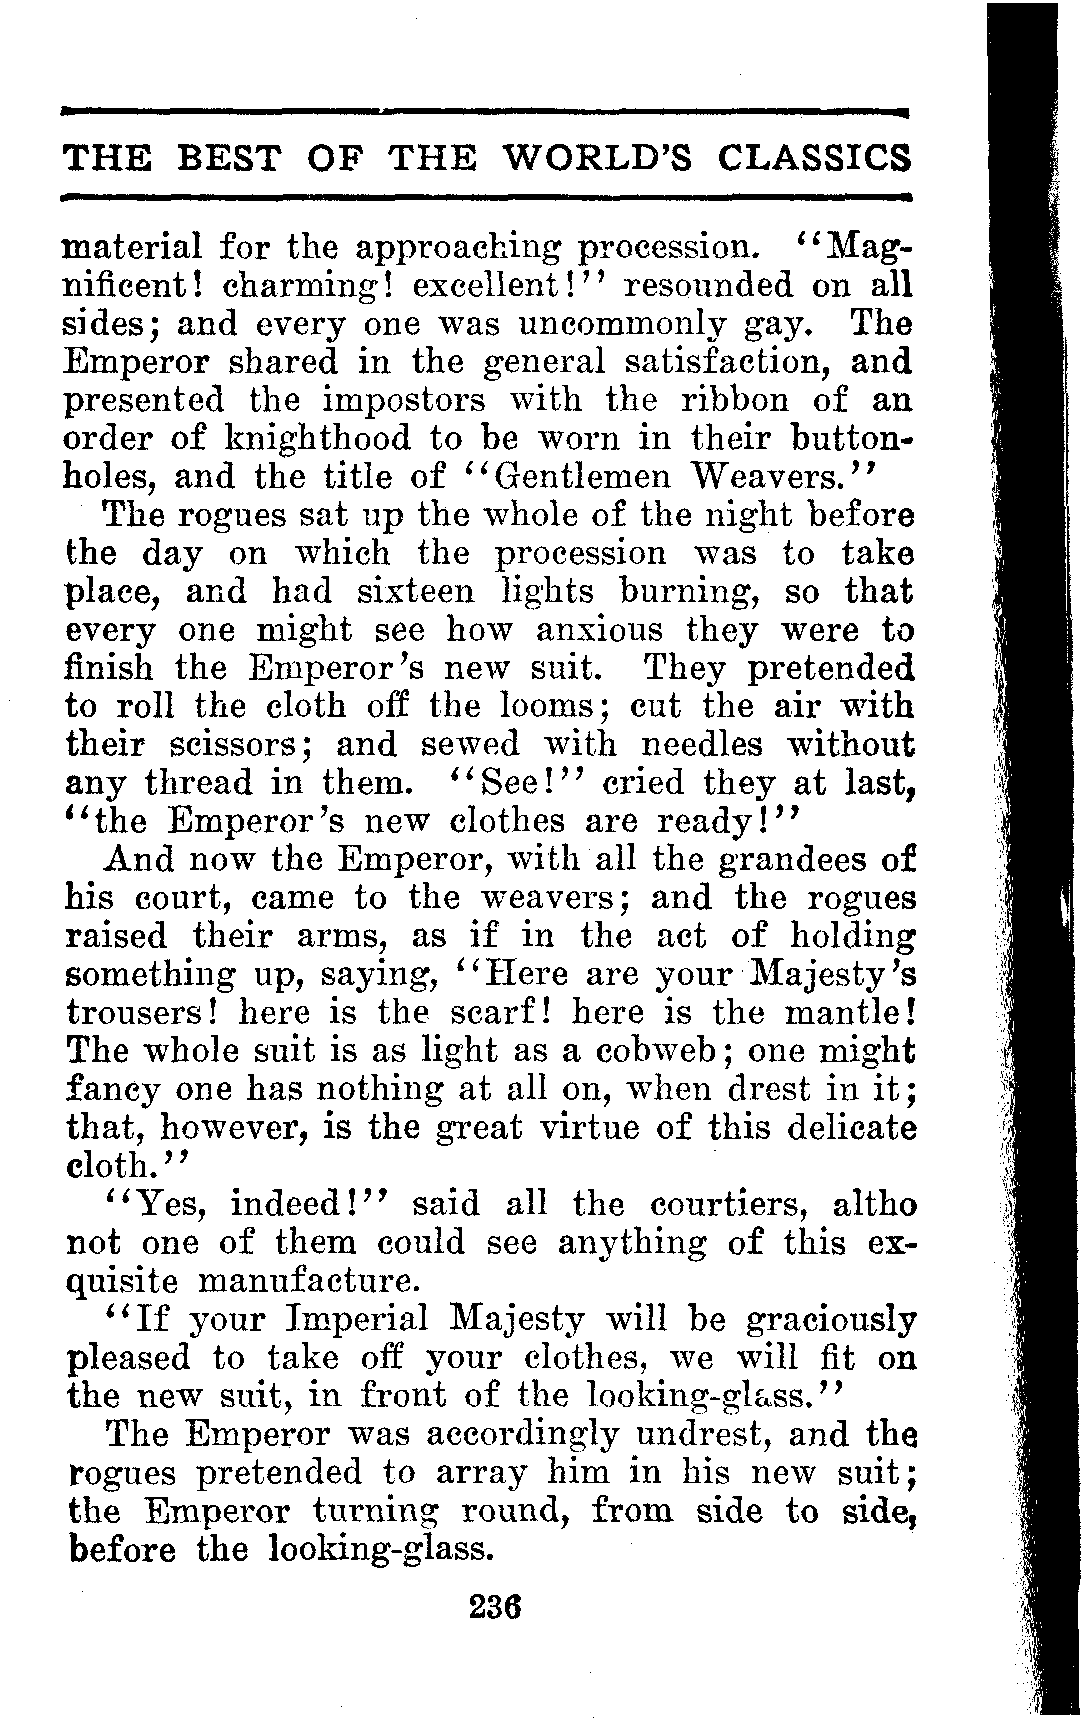 THE BEST OF THE WORLD'S CLASSICS
material for the approaching procession. "Mag-
nificent! charming! excellent!" resounded on all
sides; and every one was uncommonly gay. The
Emperor shared in the general satisfaction, and
presented the impostors with the ribbon of an
order of knighthood to be worn in their button-
holes, and the title of "Gentlemen Weavers."
The rogues sat up the whole of the night before
the day on which the procession was to take
place, and had sixteen lights burning, so that
every one might see how anxious they were to
finish the Emperor's new suit. They pretended
to roll the cloth off the looms; cut the air with
their scissors; and sewed with needles without
any thread in them. "See!" cried they at last,
"the Emperor's new clothes are ready!"
And now the Emperor, with all the grandees of
his court, came to the weavers; and the rogues
raised their arms, as if in the act of holding
something up, saying, "Here are your Majesty's
trousers! here is the scarf! here is the mantle!
The whole suit is as light as a cobweb; one might
fancy one has nothing at all on, when drest in it;
that, however, is the great virtue of this delicate
cloth."
"Yes, indeed!" said all the courtiers, altho
not one of them could see anything of this ex-
quisite manufacture.
"If your Imperial Majesty will be graciously
pleased to take off your clothes, we will fit on
the new suit, in front of the looking-glass."
The Emperor was accordingly undrest, and the
rogues pretended to array him in his new suit;
the Emperor turning round, from side to side,
before the looking-glass.
236